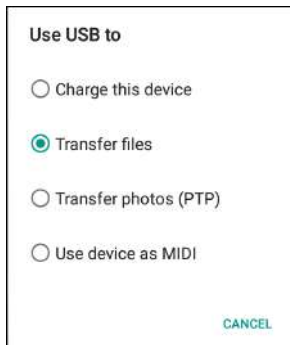 Use USB to
Charge this device
Transfer files
Transfer photos (PTP)
Use device as MIDI
CANCEL